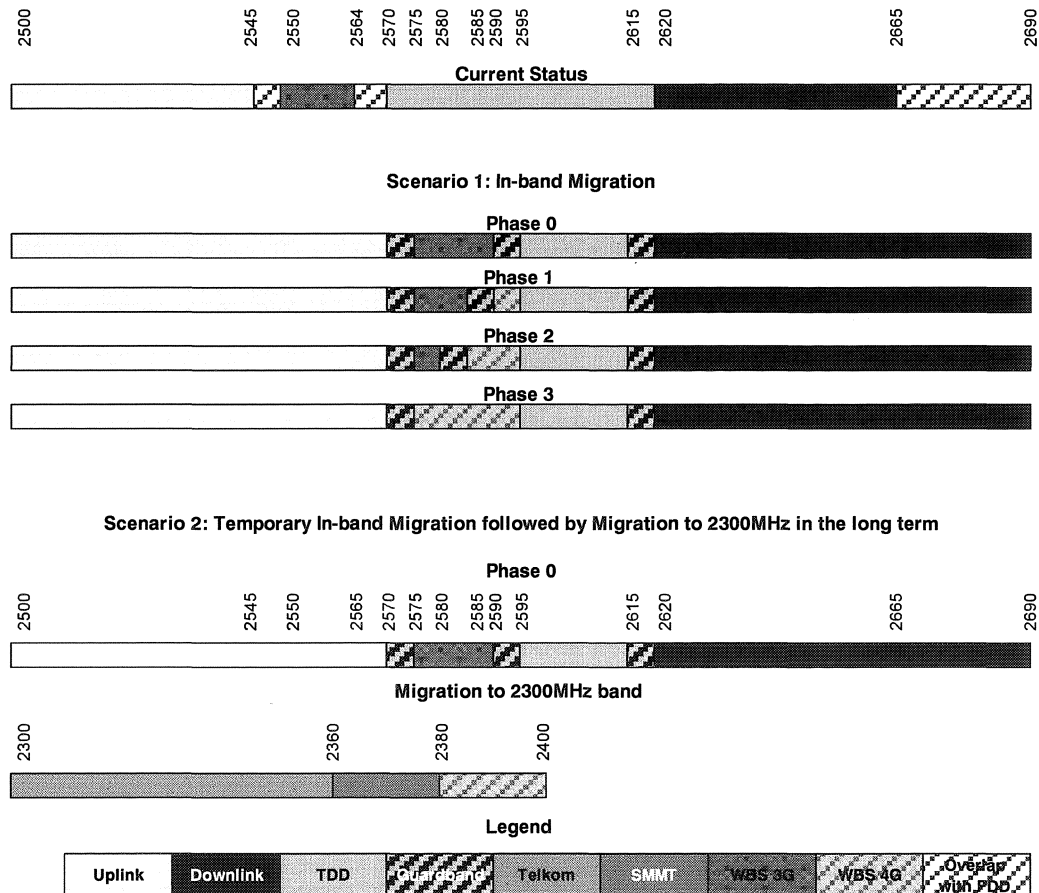 2500 2545 2550 2564 2570 2575 2580 2585 2590 2595 2615 2620 2665 2690
Current Status
Scenario 1: In-band Migration
Phase 0
Phase 1
Phase 2
Phase 3
Scenario 2: Temporary In-band Migration followed by Migration to 2300MHz in the long term
Phase 0
2500 2545 2550 2565 2570 2575 2580 2585 2590 2595 2615 2620 2665 2690
Migration to 2300MHz band
2300 2360 2380 2400
Legend
Uplink Downlink TDD Guardband Telkom SMMT WBS 3G WBS 4G Overlap with FDD